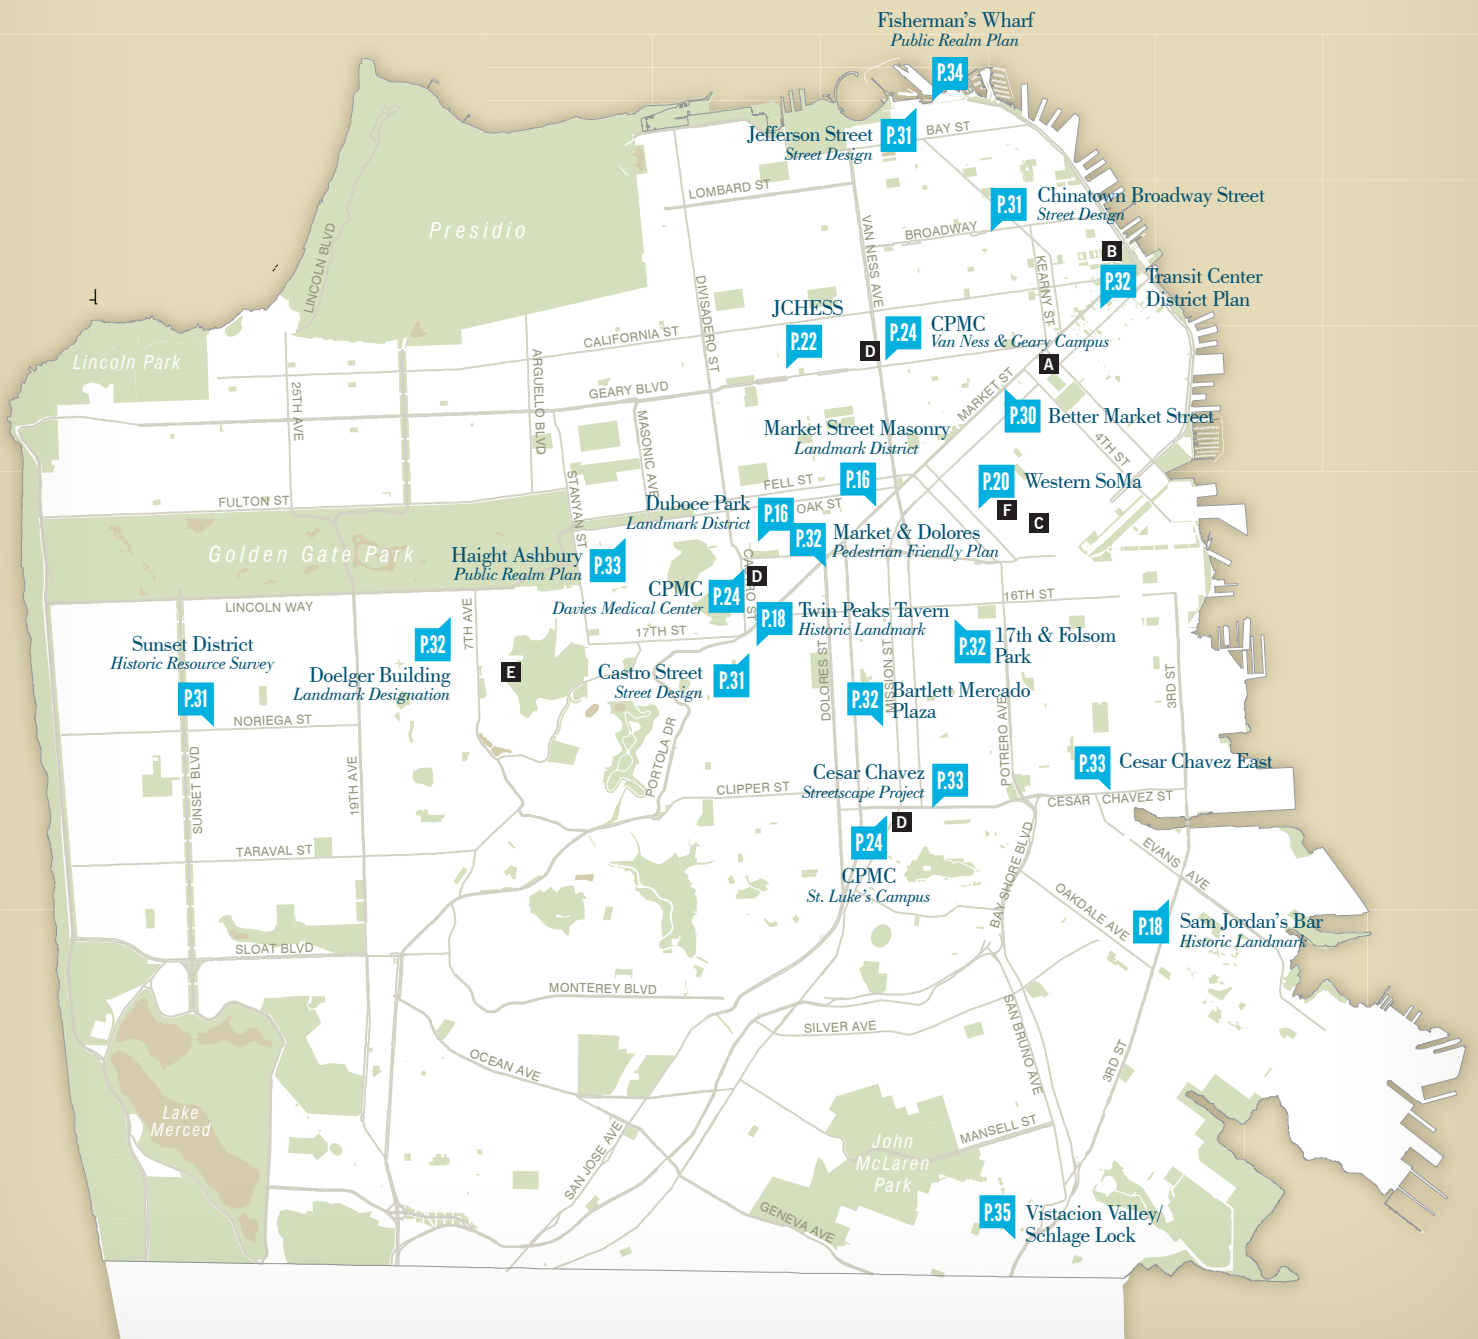 Fisherman's Wharf
Public Realm Plan
P.34
Jefferson Street
Street Design
P.31
BAY ST
LOMBARD ST
Chinatown Broadway Street
Street Design
P.31
Presidio
LINCOLN BLVD
VAN NESS AVE
BROADWAY
KEARNY ST
B
P.32
Transit Center
District Plan
DIVISADERO ST
JCHESS
P.22
D
P.24
CPMC
Van Ness & Geary Campus
CALIFORNIA ST
Lincoln Park
A
25TH AVE
ARGUELLO BLVD
GEARY BLVD
MASONIC AVE
MARKET ST
P.30
Better Market Street
4TH ST
Market Street Masonry
Landmark District
P.16
FELL ST
OAK ST
P.20
Western SoMa
F
C
FULTON ST
STANYAN ST
Duboce Park
Landmark District
P.16
P.32
Market & Dolores
Pedestrian Friendly Plan
Golden Gate Park
Haight Ashbury
Public Realm Plan
P.33
CASTRO ST
D
CPMC
Davies Medical Center
P.24
16TH ST
LINCOLN WAY
7TH AVE
17TH ST
P.18
Twin Peaks Tavern
Historic Landmark
P.32
17th & Folsom
Park
Sunset District
Historic Resource Survey
P.31
P.32
Doelger Building
Landmark Designation
E
Castro Street
Street Design
P.31
DOLORES ST
MISSION ST
P.32
Bartlett Mercado
Plaza
3RD ST
NORIEGA ST
SUNSET BLVD
19TH AVE
PORTOLA DR
POTRERO AVE
P.33
Cesar Chavez East
Cesar Chavez
Streetscape Project
P.33
CLIPPER ST
CESAR CHAVEZ ST
D
P.24
CPMC
St. Luke's Campus
TARAVAL ST
BAY SHORE BLVD
EVANS AVE
OAKDALE AVE
P.18
Sam Jordan's Bar
Historic Landmark
SLOAT BLVD
MONTEREY BLVD
SILVER AVE
SAN BRUNO AVE
3RD ST
OCEAN AVE
Lake
Merced
SAN JOSE AVE
MANSELL ST
John
McLaren
Park
GENEVA AVE
P.35
Vistacion Valley/
Schlage Lock